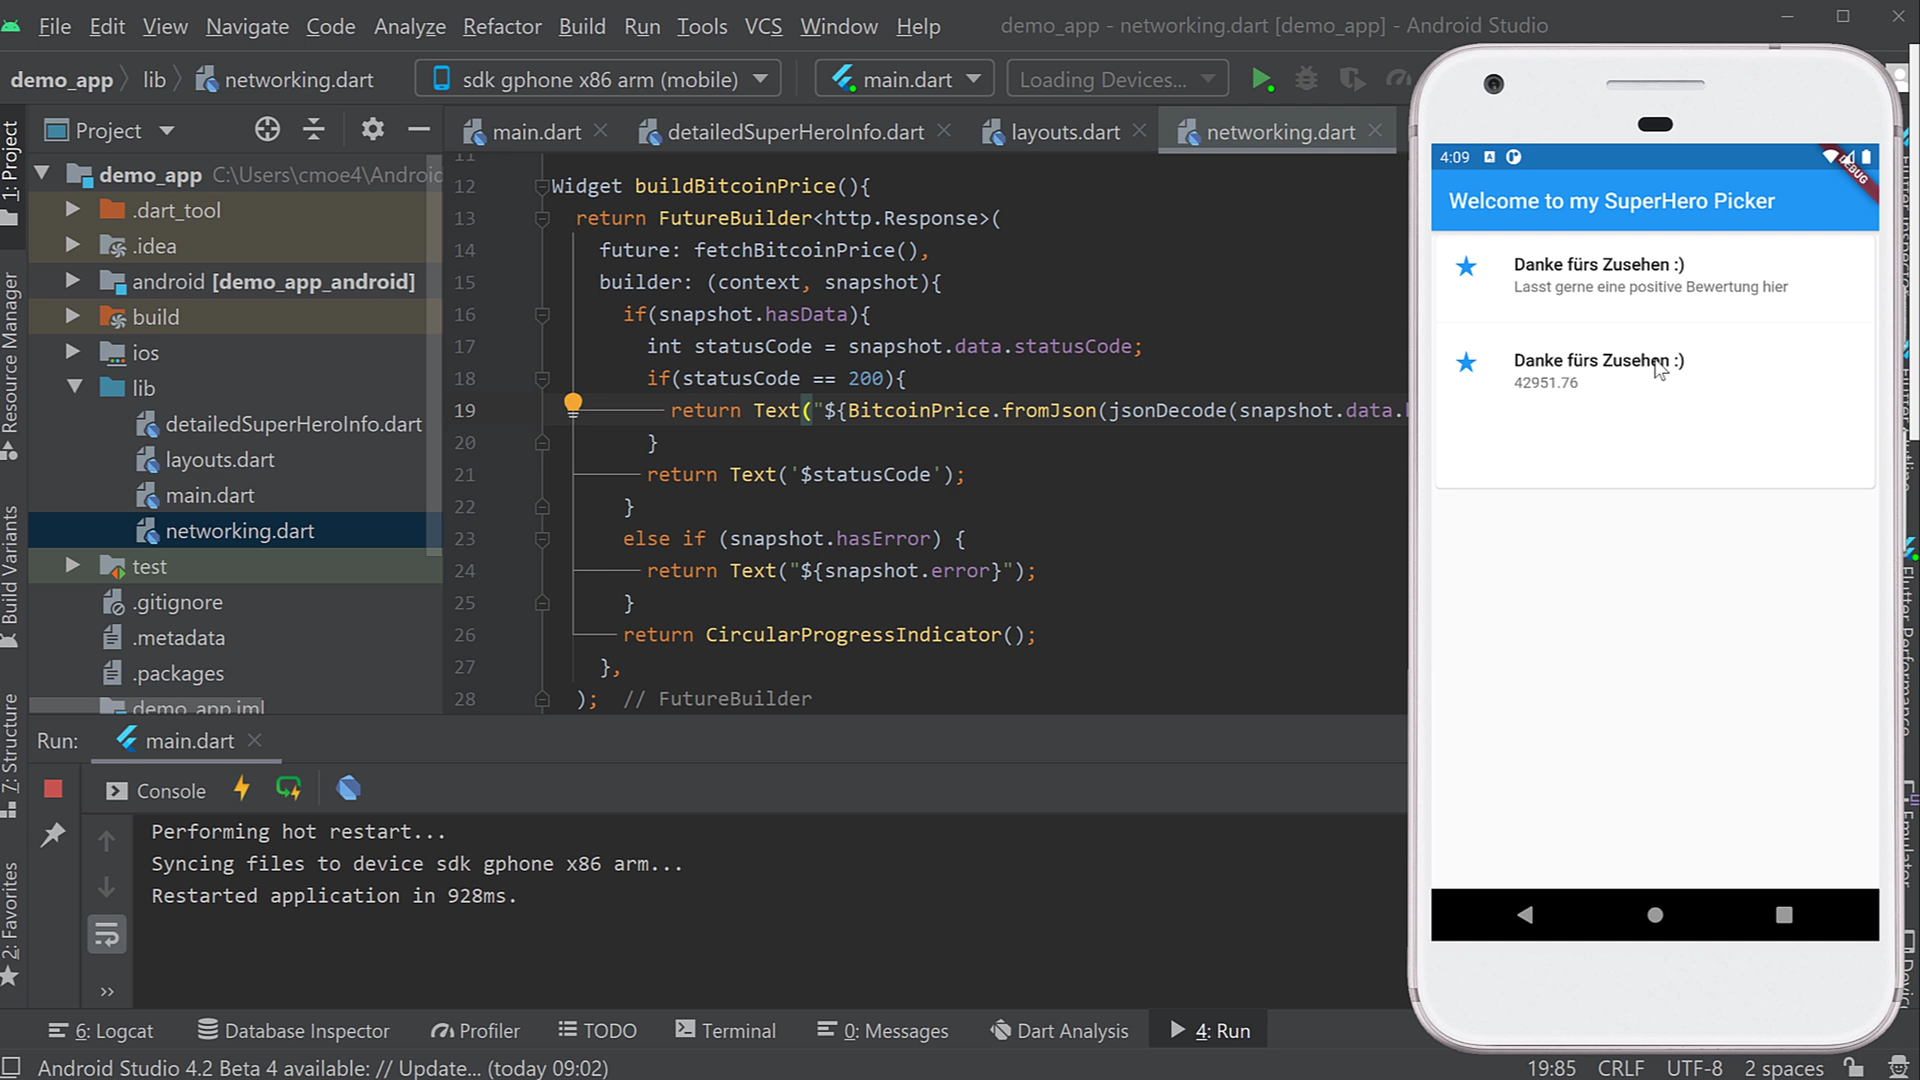 File Edit View Navigate Code Analyze Refactor Build Run Tools VCS Window Help demo_app - networking.dart [demo_app] - Android Studio
demo_app lib networking.dart sdk gphone x86 arm (mobile) main.dart Loading Devices...
Project
main.dart detailedSuperHeroInfo.dart layouts.dart networking.dart
1: Project
Resource Manager
Build Variants
7: Structure
2: Favorites
demo_app C:\Users\cmoe4\Android
.dart_tool
.idea
android [demo_app_android]
build
ios
lib
detailedSuperHeroInfo.dart
layouts.dart
main.dart
networking.dart
test
.gitignore
.metadata
.packages
demo_app.iml
11
12 Widget buildBitcoinPrice(){
13 return FutureBuilder<http.Response>(
14 future: fetchBitcoinPrice(),
15 builder: (context, snapshot){
16 if(snapshot.hasData){
17 int statusCode = snapshot.data.statusCode;
18 if(statusCode == 200){
19 return Text("${BitcoinPrice.fromJson(jsonDecode(snapshot.data.
20 }
21 return Text('$statusCode');
22 }
23 else if (snapshot.hasError) {
24 return Text("${snapshot.error}");
25 }
26 return CircularProgressIndicator();
27 },
28 ); // FutureBuilder
4:09
DEBUG
Welcome to my SuperHero Picker
Danke fürs Zusehen :)
Lasst gerne eine positive Bewertung hier
Danke fürs Zusehen :)
42951.76
Flutter Performance
Emulator
Run: main.dart
Console
Performing hot restart...
Syncing files to device sdk gphone x86 arm...
Restarted application in 928ms.
6: Logcat Database Inspector Profiler TODO Terminal 0: Messages Dart Analysis 4: Run
Android Studio 4.2 Beta 4 available: // Update... (today 09:02) 19:85 CRLF UTF-8 2 spaces